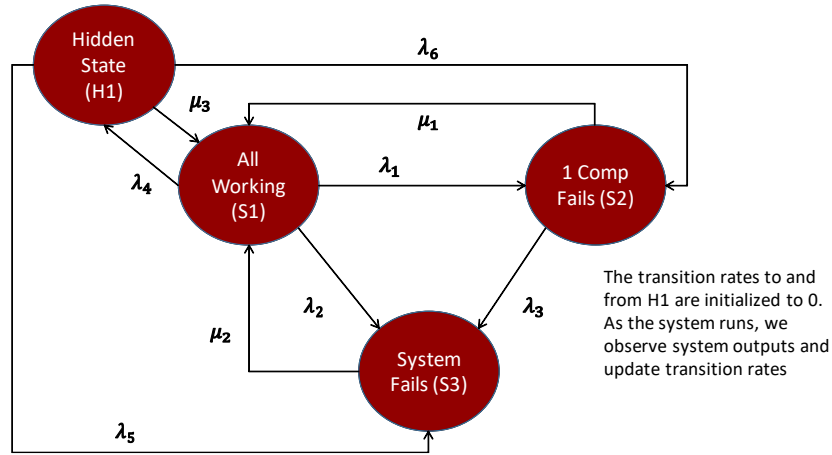 Hidden
State
(H1)
λ₆
μ₃
μ₁
All
Working
(S1)
λ₁
1 Comp
Fails (S2)
λ₄
The transition rates to and
from H1 are initialized to 0.
As the system runs, we
observe system outputs and
update transition rates
λ₂
λ₃
μ₂
System
Fails (S3)
λ₅